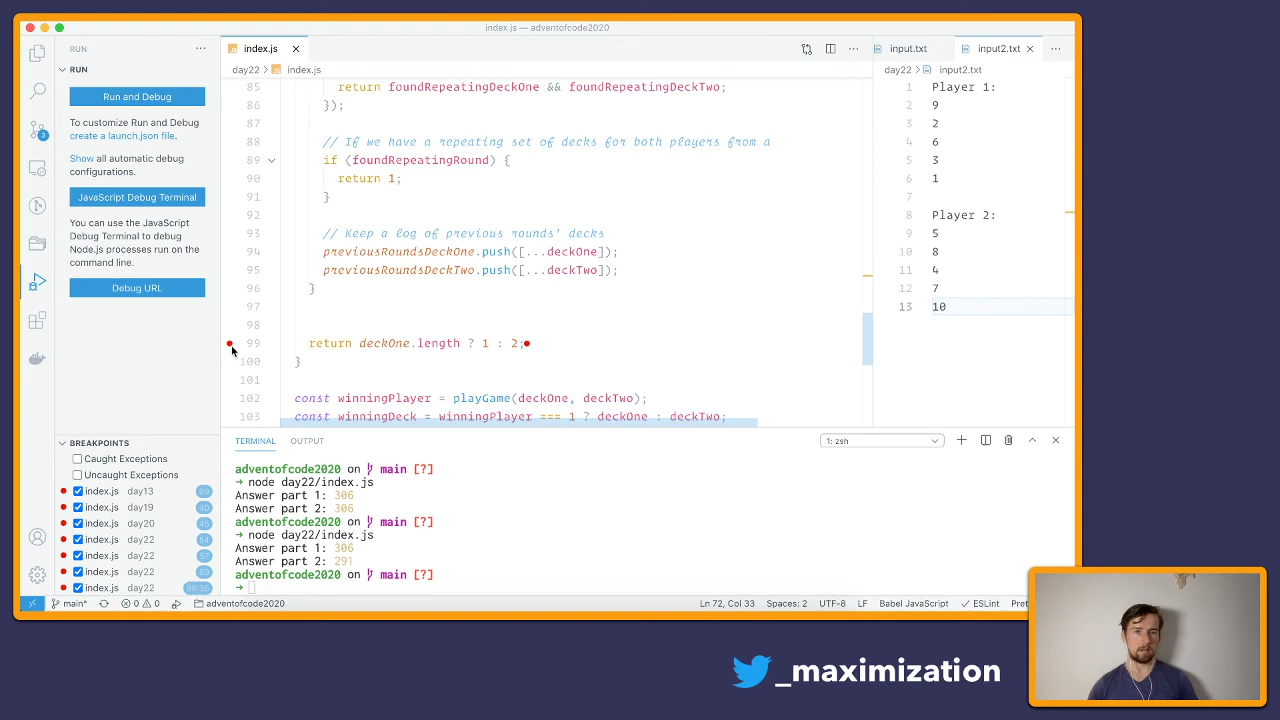 index.js — adventofcode2020
RUN
RUN
Run and Debug
To customize Run and Debug
create a launch.json file.
Show all automatic debug
configurations.
JavaScript Debug Terminal
You can use the JavaScript
Debug Terminal to debug
Node.js processes run on the
command line.
Debug URL
BREAKPOINTS
Caught Exceptions
Uncaught Exceptions
index.js day13 99
index.js day19 40
index.js day20 45
index.js day22 54
index.js day22 57
index.js day22 89
index.js day22
index.js
day22 index.js
85 return foundRepeatingDeckOne && foundRepeatingDeckTwo;
86 });
87
88 // If we have a repeating set of decks for both players from a
89 if (foundRepeatingRound) {
90 return 1;
91 }
92
93 // Keep a log of previous rounds' decks
94 previousRoundsDeckOne.push([...deckOne]);
95 previousRoundsDeckTwo.push([...deckTwo]);
96 }
97
98
99 return deckOne.length ? 1 : 2;
100 }
101
102 const winningPlayer = playGame(deckOne, deckTwo);
103 const winningDeck = winningPlayer === 1 ? deckOne : deckTwo;
input.txt input2.txt
day22 input2.txt
1 Player 1:
2 9
3 2
4 6
5 3
6 1
7
8 Player 2:
9 5
10 8
11 4
12 7
13 10
TERMINAL OUTPUT 1: zsh
adventofcode2020 on main [?]
→ node day22/index.js
Answer part 1: 306
Answer part 2: 306
adventofcode2020 on main [?]
→ node day22/index.js
Answer part 1: 306
Answer part 2: 291
adventofcode2020 on main [?]
→
main* 0 0 adventofcode2020 Ln 72, Col 33 Spaces: 2 UTF-8 LF Babel JavaScript ESLint
3
_maximization